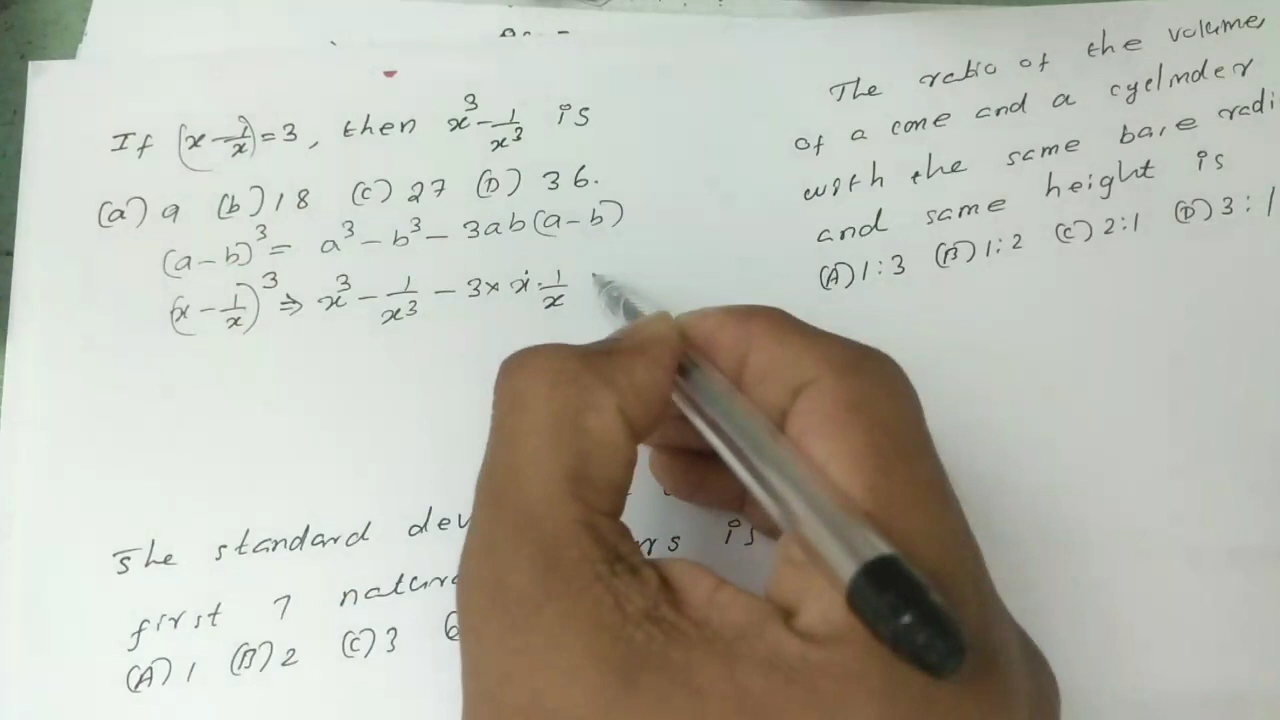 If (x - 1/x) = 3, then x³ - 1/x³ is
(a) 9 (b) 18 (c) 27 (D) 36.
(a-b)³ = a³ - b³ - 3ab(a-b)
(x - 1/x)³ ⇒ x³ - 1/x³ - 3 × x · 1/x
The ratio of the volume
of a cone and a cyelinder
with the same base radi
and same height is
(A) 1:3 (B) 1:2 (C) 2:1 (D) 3:1
The standard dev
is
first 7 natur
(A) 1 (B) 2 (C) 3